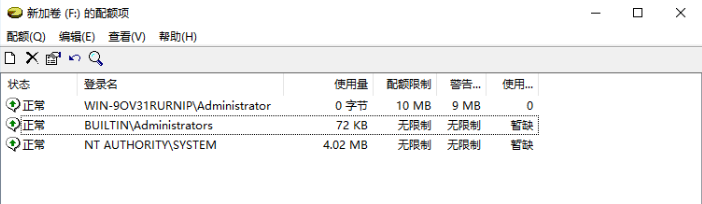 新加卷 (F:) 的配额项
配额(Q) 编辑(E) 查看(V) 帮助(H)
状态 登录名 使用量 配额限制 警告... 使用...
正常 WIN-9OV31RURNIP\Administrator 0 字节 10 MB 9 MB 0
正常 BUILTIN\Administrators 72 KB 无限制 无限制 暂缺
正常 NT AUTHORITY\SYSTEM 4.02 MB 无限制 无限制 暂缺